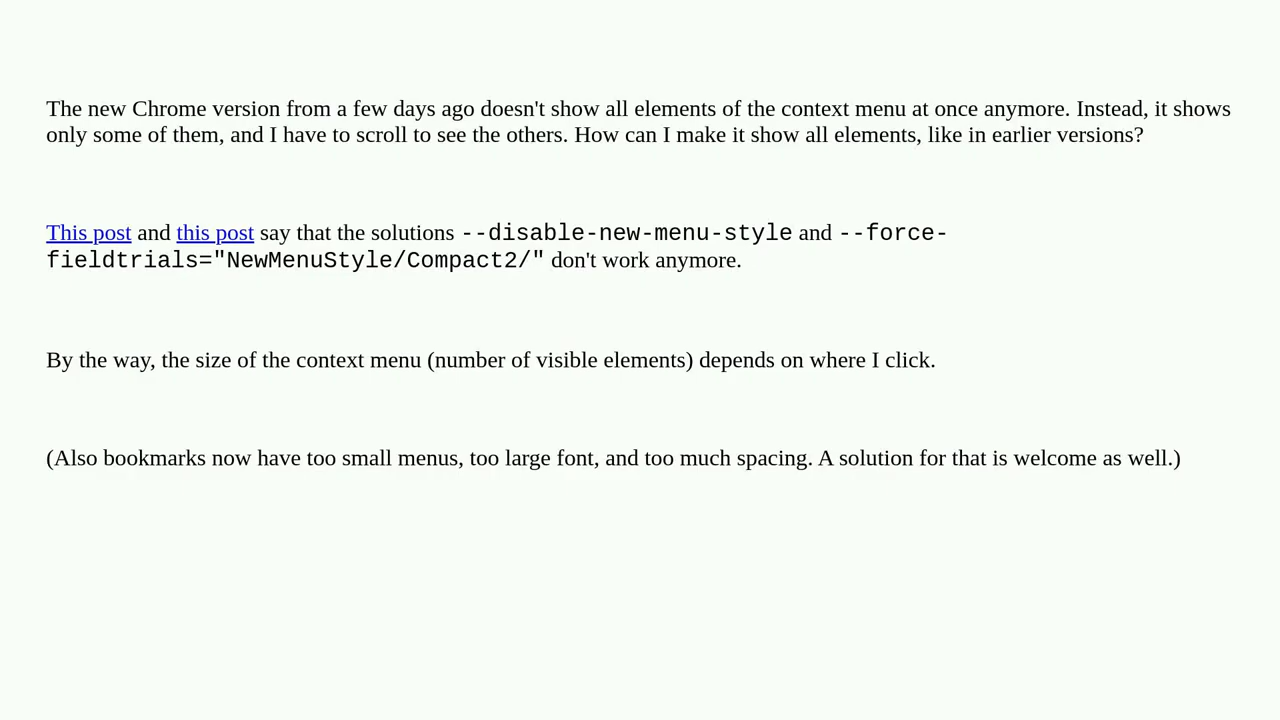 The new Chrome version from a few days ago doesn't show all elements of the context menu at once anymore. Instead, it shows
only some of them, and I have to scroll to see the others. How can I make it show all elements, like in earlier versions?
This post and this post say that the solutions --disable-new-menu-style and --force-
fieldtrials="NewMenuStyle/Compact2/" don't work anymore.
By the way, the size of the context menu (number of visible elements) depends on where I click.
(Also bookmarks now have too small menus, too large font, and too much spacing. A solution for that is welcome as well.)